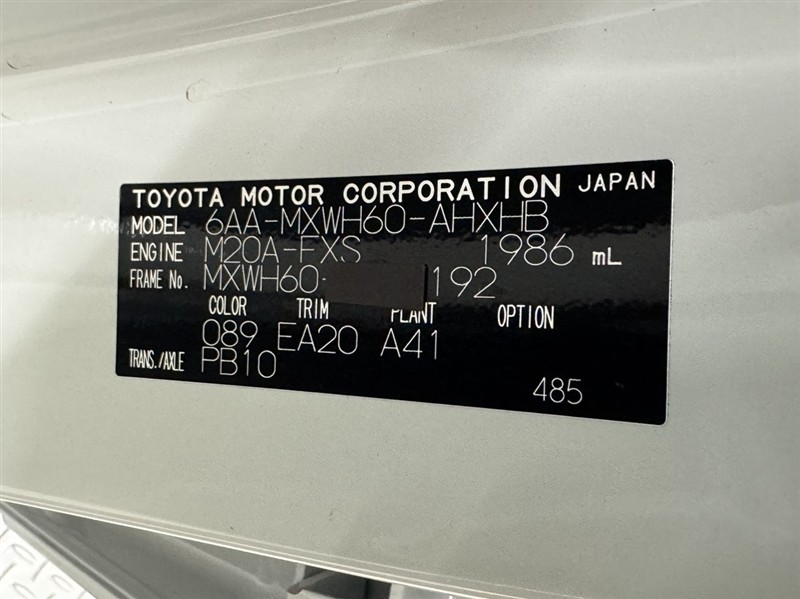 TOYOTA MOTOR CORPORATION JAPAN
MODEL 6AA-MXWH60-AHXHB
ENGINE M20A-FXS 1986 mL
FRAME No. MXWH60- 192
COLOR TRIM PLANT OPTION
089 EA20 A41
TRANS./AXLE PB10
485